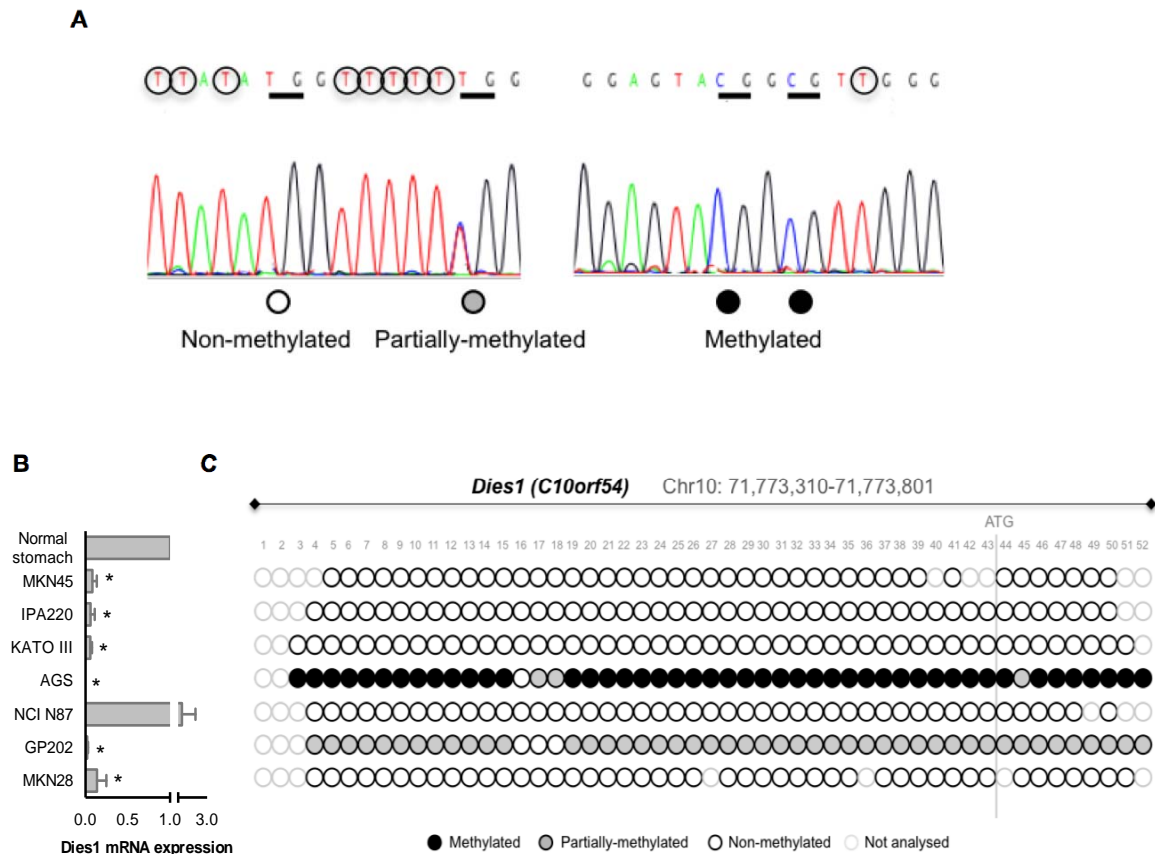 A
T T A T A T G G T T T T T T G G
G G A G T A C G G C G T T G G G
Non-methylated
Partially-methylated
Methylated
B
Normal
stomach
MKN45
*
IPA220
*
KATO III
*
AGS
*
NCI N87
GP202
*
MKN28
*
0.0 0.5 1.0 3.0
Dies1 mRNA expression
C
Dies1 (C10orf54) Chr10: 71,773,310-71,773,801
ATG
1 2 3 4 5 6 7 8 9 10 11 12 13 14 15 16 17 18 19 20 21 22 23 24 25 26 27 28 29 30 31 32 33 34 35 36 37 38 39 40 41 42 43 44 45 46 47 48 49 50 51 52
Methylated Partially-methylated Non-methylated Not analysed